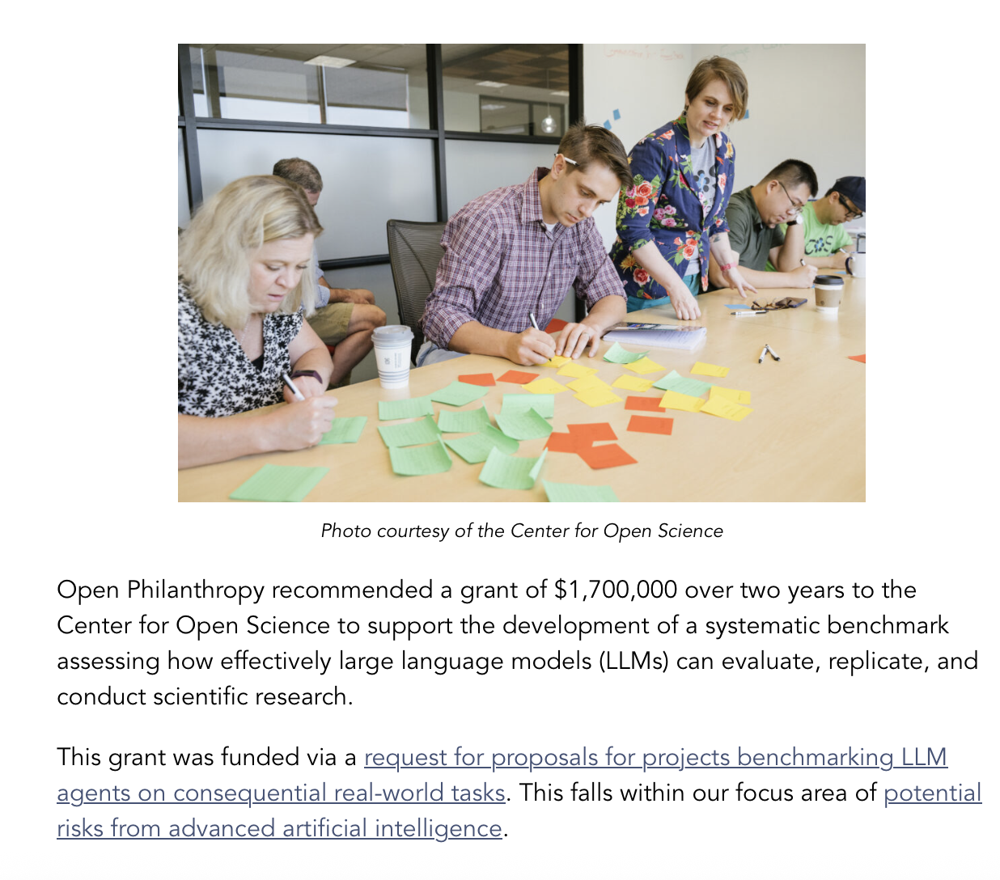 COS
Photo courtesy of the Center for Open Science
Open Philanthropy recommended a grant of $1,700,000 over two years to the
Center for Open Science to support the development of a systematic benchmark
assessing how effectively large language models (LLMs) can evaluate, replicate, and
conduct scientific research.
This grant was funded via a request for proposals for projects benchmarking LLM
agents on consequential real-world tasks. This falls within our focus area of potential
risks from advanced artificial intelligence.